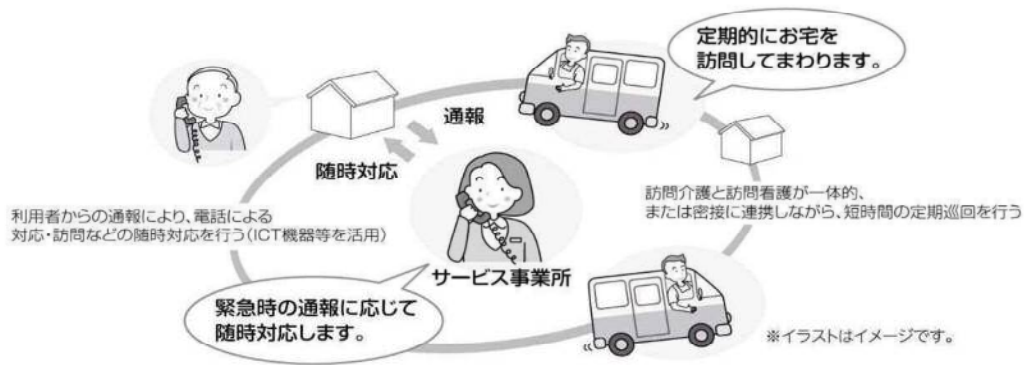 定期的にお宅を
訪問してまわります。
通報
随時対応
利用者からの通報により、電話による
対応・訪問などの随時対応を行う(ICT機器等を活用)
訪問介護と訪問看護が一体的、
または密接に連携しながら、短時間の定期巡回を行う
サービス事業所
緊急時の通報に応じて
随時対応します。
※イラストはイメージです。